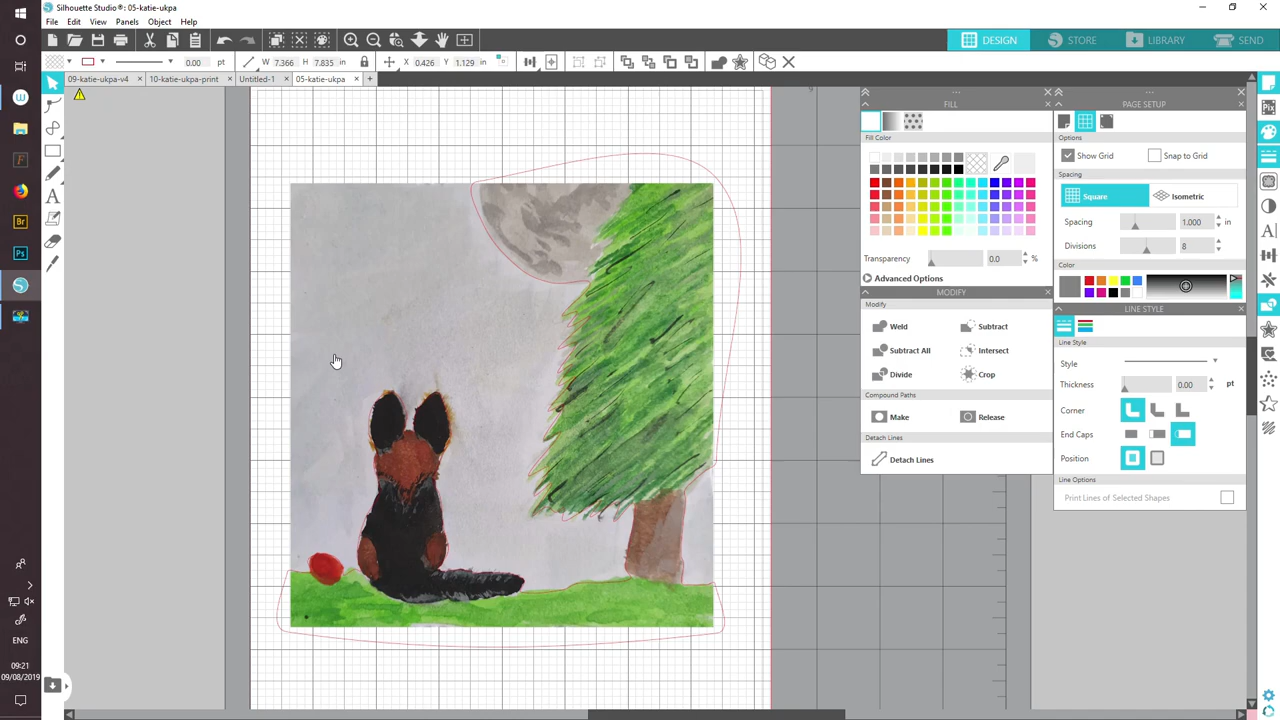 Silhouette Studio®: 05-katie-ukpa
File Edit View Panels Object Help
DESIGN STORE LIBRARY SEND
0.00 pt W 7.366 H 7.835 in X 0.426 Y 1.129 in
09-katie-ukpa-v4 10-katie-ukpa-print Untitled-1 05-katie-ukpa
FILL
Fill Color
Transparency 0.0 %
Advanced Options
MODIFY
Modify
Weld Subtract
Subtract All Intersect
Divide Crop
Compound Paths
Make Release
Detach Lines
Detach Lines
PAGE SETUP
Options
Show Grid Snap to Grid
Spacing
Square Isometric
Spacing 1.000 in
Divisions 8
Color
LINE STYLE
Line Style
Style
Thickness 0.00 pt
Corner
End Caps
Position
Line Options
Print Lines of Selected Shapes
Br
Ps
ENG
09:21
09/08/2019